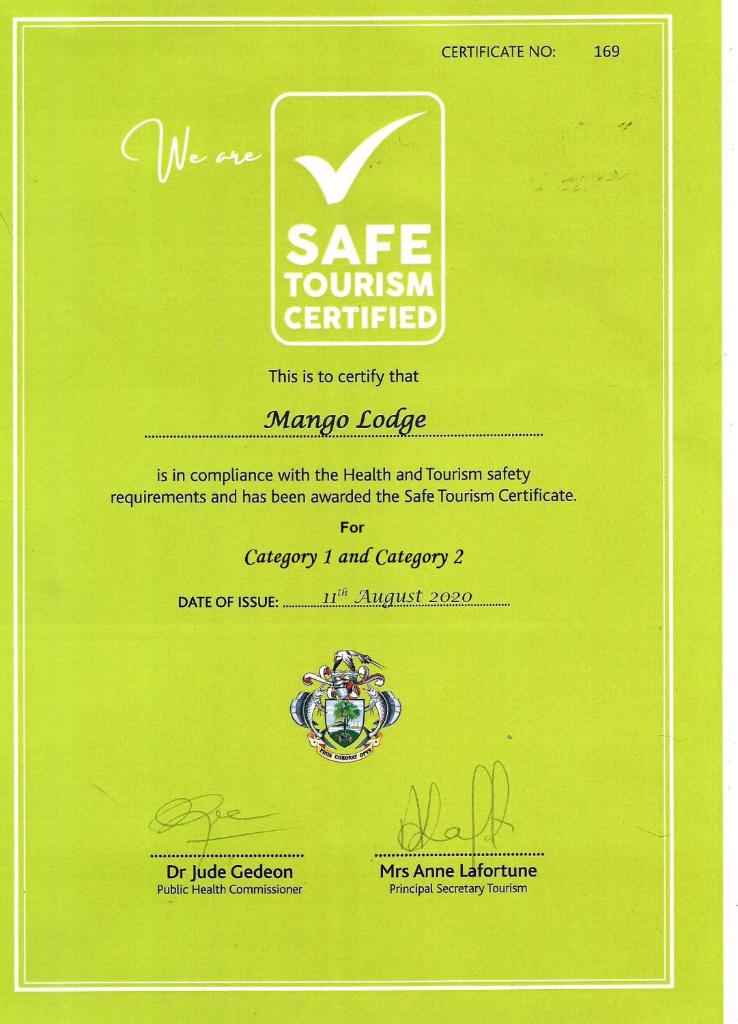 CERTIFICATE NO: 169
We are
SAFE
TOURISM
CERTIFIED
This is to certify that
Mango Lodge
is in compliance with the Health and Tourism safety
requirements and has been awarded the Safe Tourism Certificate.
For
Category 1 and Category 2
DATE OF ISSUE: 11th August 2020
FINIS CORONAT OPUS
Dr Jude Gedeon
Public Health Commissioner
Mrs Anne Lafortune
Principal Secretary Tourism